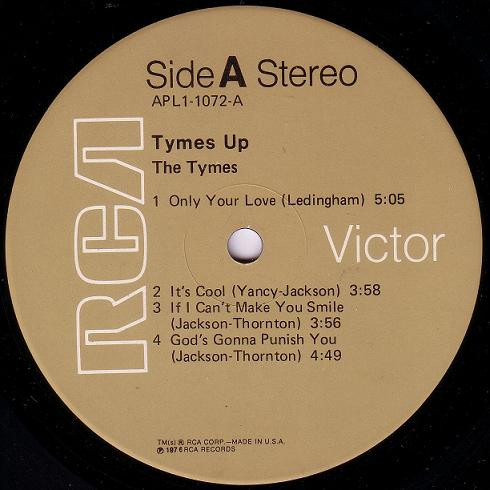 Side A Stereo
APL1-1072-A
RCA
Tymes Up
The Tymes
1 Only Your Love (Ledingham) 5:05
Victor
2 It's Cool (Yancy-Jackson) 3:58
3 If I Can't Make You Smile
(Jackson-Thornton) 3:56
4 God's Gonna Punish You
(Jackson-Thornton) 4:49
TM(s) ® RCA CORP.—MADE IN U.S.A.
℗ 1976 RCA RECORDS